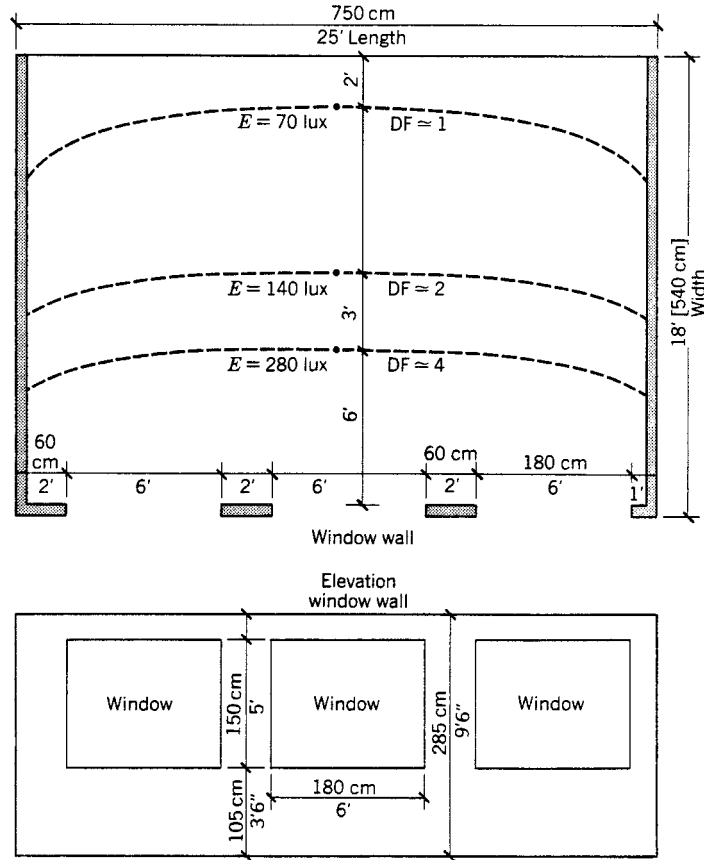 750 cm
25' Length
2'
E = 70 lux
DF ≃ 1
E = 140 lux
DF ≃ 2
3'
E = 280 lux
DF ≃ 4
18' [540 cm]
Width
6'
60
cm
60 cm
180 cm
2'
6'
2'
6'
2'
6'
1'
Window wall
Elevation
window wall
Window
150 cm
5'
Window
285 cm
9'6"
Window
180 cm
6'
105 cm
3'6"